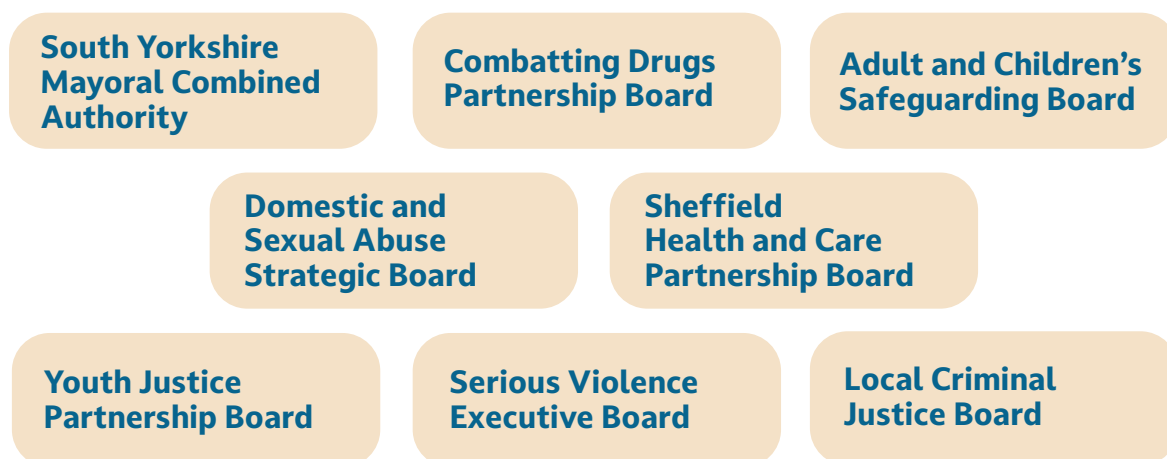 South Yorkshire
Mayoral Combined
Authority
Combatting Drugs
Partnership Board
Adult and Children’s
Safeguarding Board
Domestic and
Sexual Abuse
Strategic Board
Sheffield
Health and Care
Partnership Board
Youth Justice
Partnership Board
Serious Violence
Executive Board
Local Criminal
Justice Board